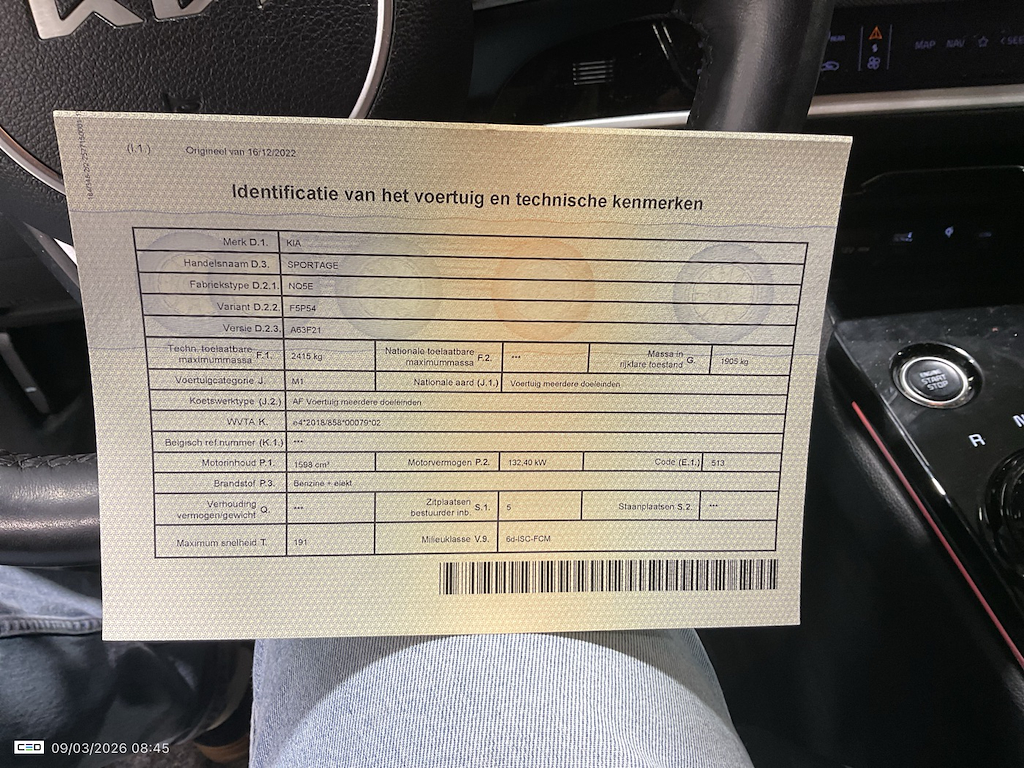 KIA
MAP NAV
(I.1.) Origineel van 16/12/2022
Identificatie van het voertuig en technische kenmerken
Merk D.1. KIA
Handelsnaam D.3. SPORTAGE
Fabriekstype D.2.1. NQ5E
Variant D.2.2. F5P54
Versie D.2.3. A63F21
Techn. toelaatbare maximummassa F.1. 2415 kg Nationale toelaatbare maximummassa F.2. *** Massa in rijklare toestand G. 1905 kg
Voertuigcategorie J. M1 Nationale aard (J.1.) Voertuig meerdere doeleinden
Koetswerktype (J.2.) AF Voertuig meerdere doeleinden
WVTA K. e4*2018/858*00079*02
Belgisch ref.nummer (K.1.) ***
Motorinhoud P.1. 1598 cm³ Motorvermogen P.2. 132,40 kW Code (E.1.) 513
Brandstof P.3. Benzine + elekt
Verhouding vermogen/gewicht Q. *** Zitplaatsen bestuurder inb. S.1. 5 Staanplaatsen S.2. ***
Maximum snelheid T. 191 Milieuklasse V.9. 6d-ISC-FCM
ENGINE
START
STOP
R
N
CEO 09/03/2026 08:45